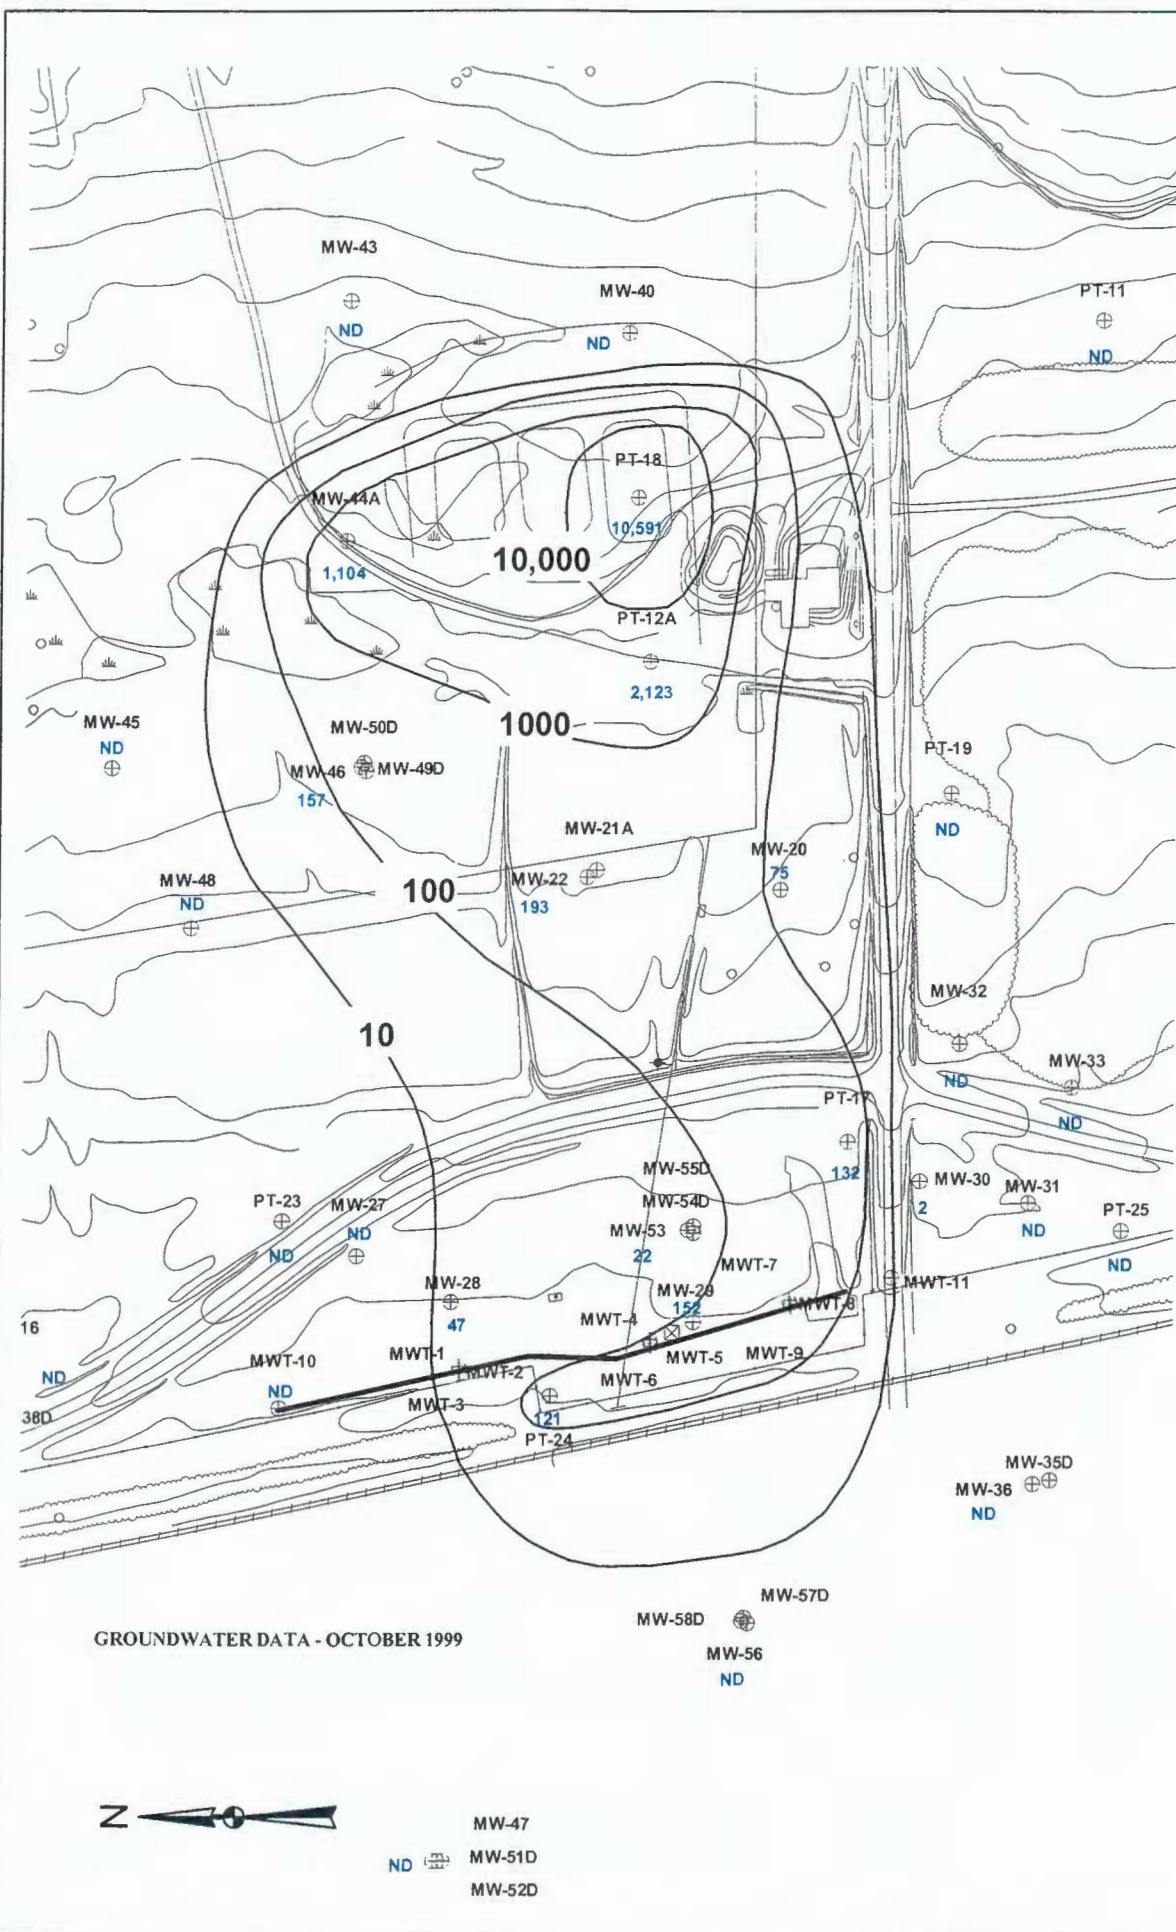 MW-43
MW-40
PT-11
ND
ND
ND
PT-18
MW-44A
10,591
10,000
1,104
PT-12A
2,123
1000
MW-45
ND
MW-50D
MW-46
MW-49D
157
PT-19
ND
MW-21A
MW-20
75
MW-22
193
MW-48
ND
100
MW-32
10
ND
MW-33
ND
PT-17
132
MW-55D
MW-54D
MW-53
22
MW-30
2
MW-31
ND
PT-25
ND
PT-23
ND
MW-27
ND
MWT-7
MW-28
47
MW-29
152
MWT-11
MWT-8
MWT-4
16
MWT-1
MWT-5
MWT-9
MWT-10
MWT-2
ND
ND
MWT-6
38D
MWT-3
121
PT-24
MW-35D
MW-36
ND
MW-57D
MW-58D
GROUNDWATER DATA - OCTOBER 1999
MW-56
ND
N
MW-47
ND
MW-51D
MW-52D